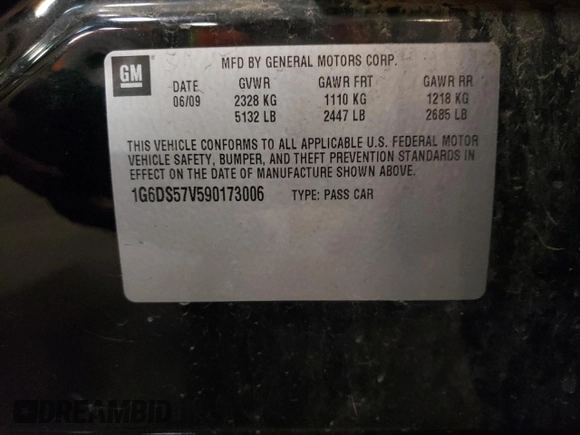 GM
MFD BY GENERAL MOTORS CORP.
DATE GVWR GAWR FRT GAWR RR
06/09 2328 KG 1110 KG 1218 KG
5132 LB 2447 LB 2685 LB
THIS VEHICLE CONFORMS TO ALL APPLICABLE U.S. FEDERAL MOTOR
VEHICLE SAFETY, BUMPER, AND THEFT PREVENTION STANDARDS IN
EFFECT ON THE DATE OF MANUFACTURE SHOWN ABOVE.
1G6DS57V590173006 TYPE: PASS CAR
DREAMBID